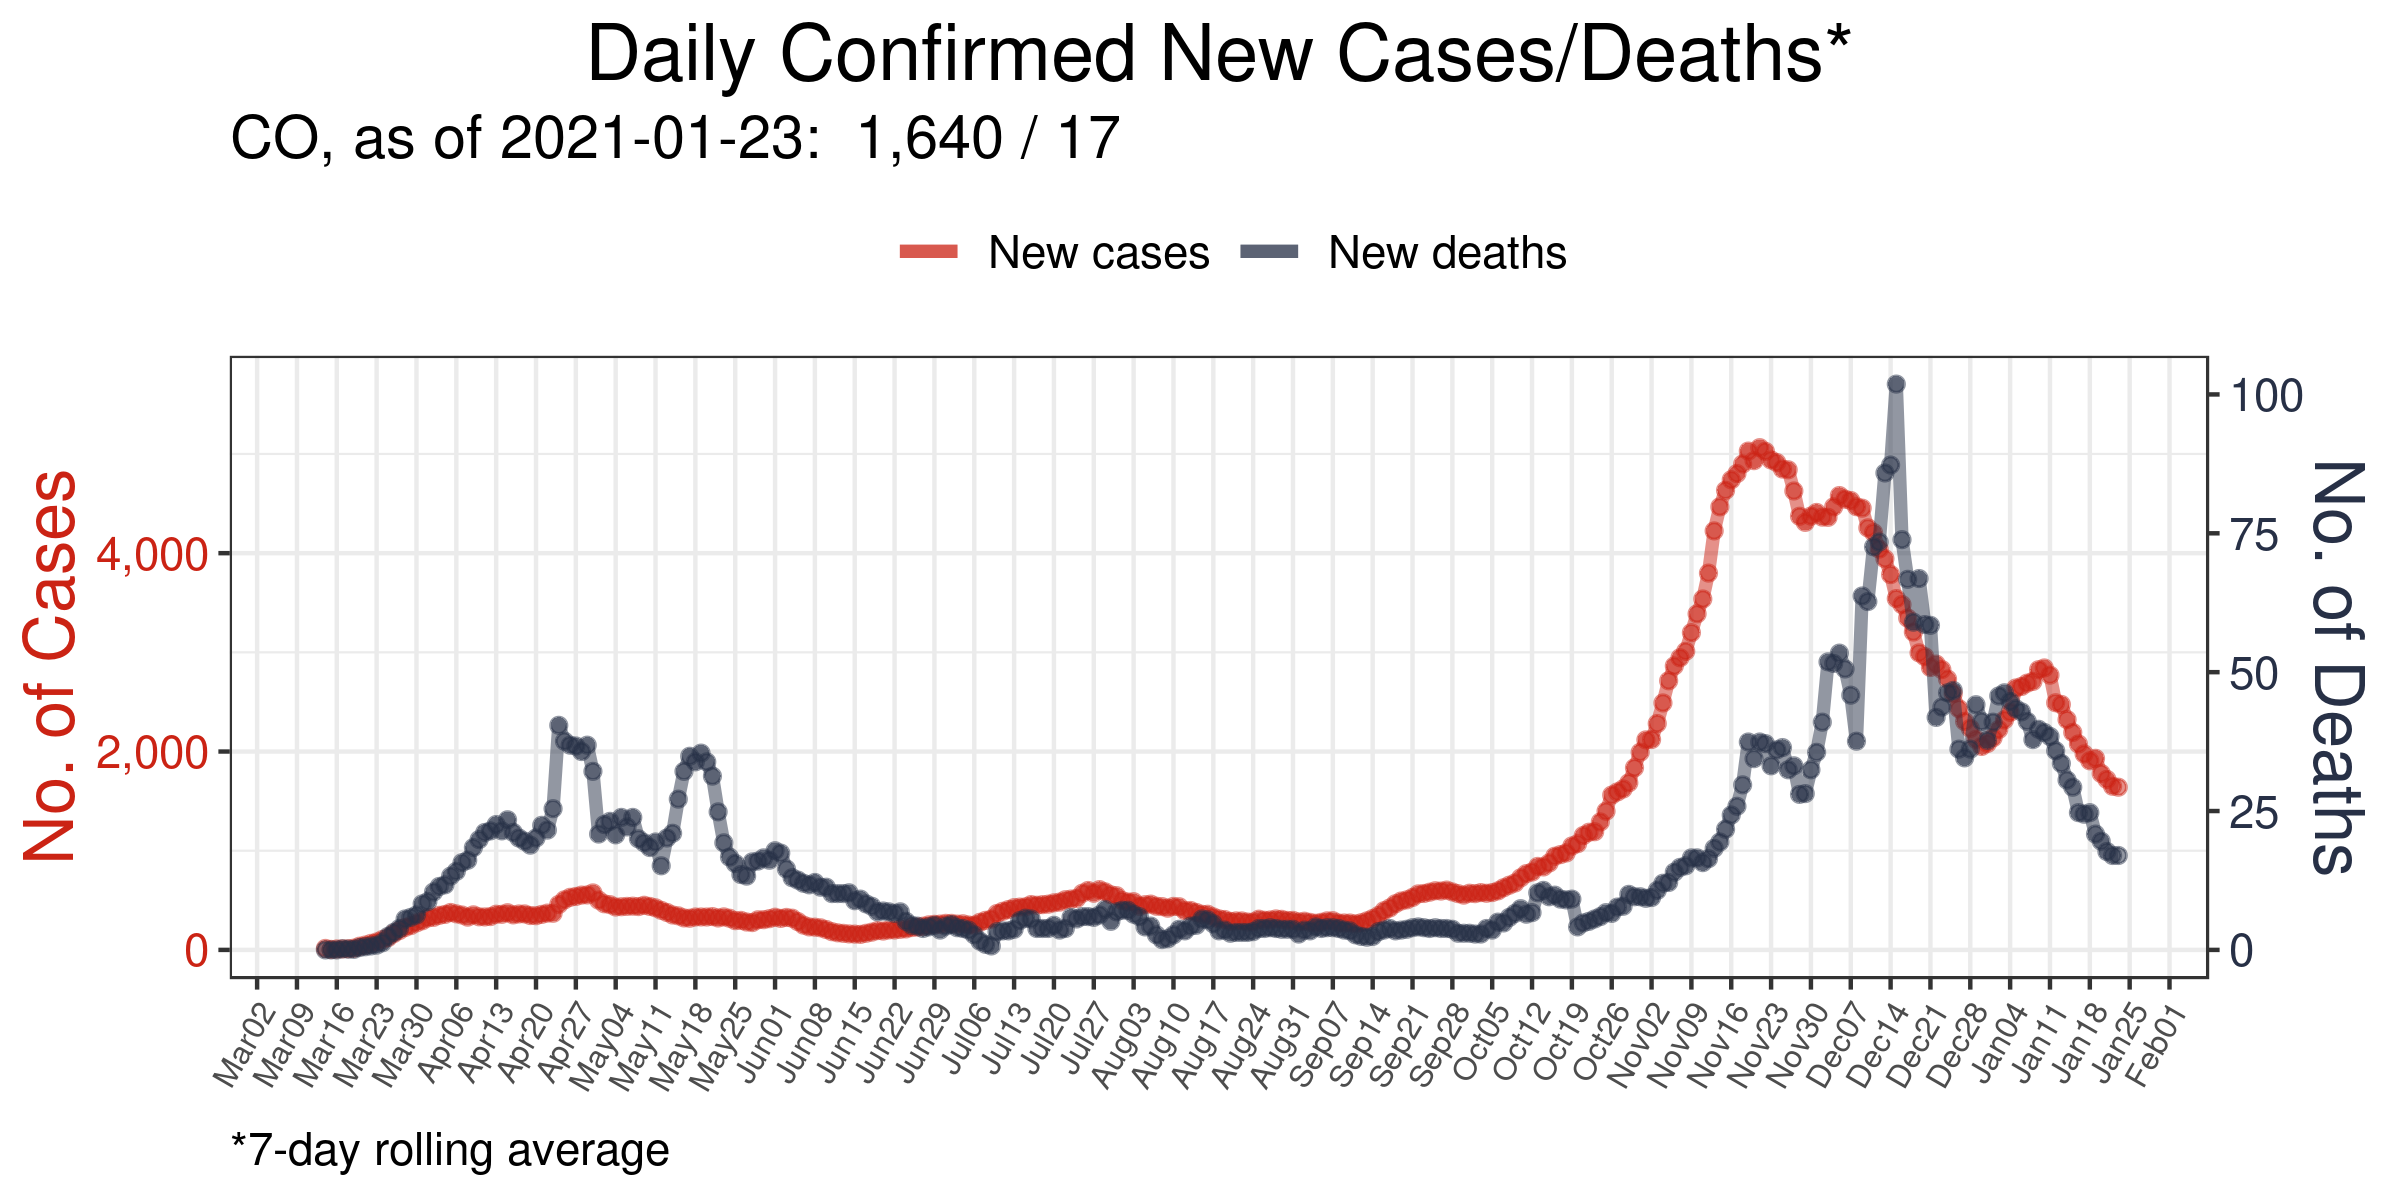 Daily Confirmed New Cases/Deaths*
CO, as of 2021-01-23:  1,640 / 17
New cases New deaths
No. of Cases
4,000
2,000
0
100
75
50
25
0
No. of Deaths
Mar02 Mar09 Mar16 Mar23 Mar30 Apr06 Apr13 Apr20 Apr27 May04 May11 May18 May25 Jun01 Jun08 Jun15 Jun22 Jun29 Jul06 Jul13 Jul20 Jul27 Aug03 Aug10 Aug17 Aug24 Aug31 Sep07 Sep14 Sep21 Sep28 Oct05 Oct12 Oct19 Oct26 Nov02 Nov09 Nov16 Nov23 Nov30 Dec07 Dec14 Dec21 Dec28 Jan04 Jan11 Jan18 Jan25 Feb01
*7-day rolling average